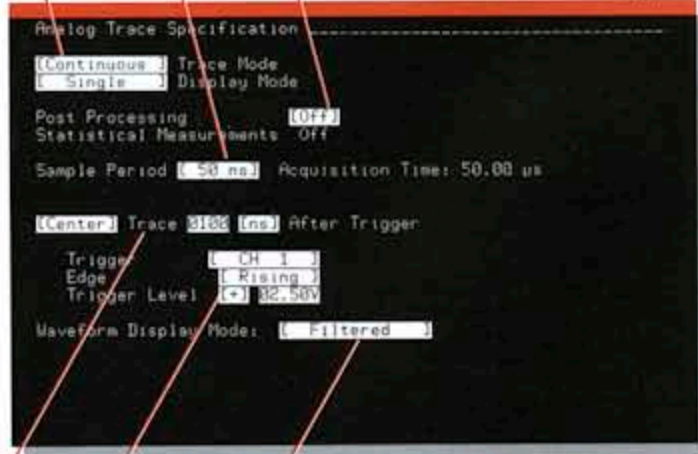 Analog Trace Specification
[Continuous ] Trace Mode
[ Single ] Display Mode
Post Processing [Off]
Statistical Measurements Off
Sample Period [ 50 ns] Acquisition Time: 50.00 µs
[Center] Trace 0100 [ns] After Trigger
Trigger [ CH 1 ]
Edge [ Rising ]
Trigger Level [+] 02.50V
Waveform Display Mode: [ Filtered ]